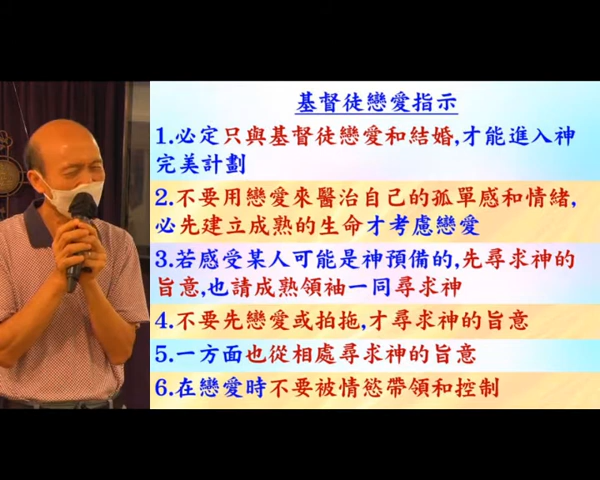 基督徒戀愛指示
1.必定只與基督徒戀愛和結婚,才能進入神
完美計劃
2.不要用戀愛來醫治自己的孤單感和情緒,
必先建立成熟的生命才考慮戀愛
3.若感受某人可能是神預備的,先尋求神的
旨意,也請成熟領袖一同尋求神
4.不要先戀愛或拍拖,才尋求神的旨意
5.一方面也從相處尋求神的旨意
6.在戀愛時不要被情慾帶領和控制